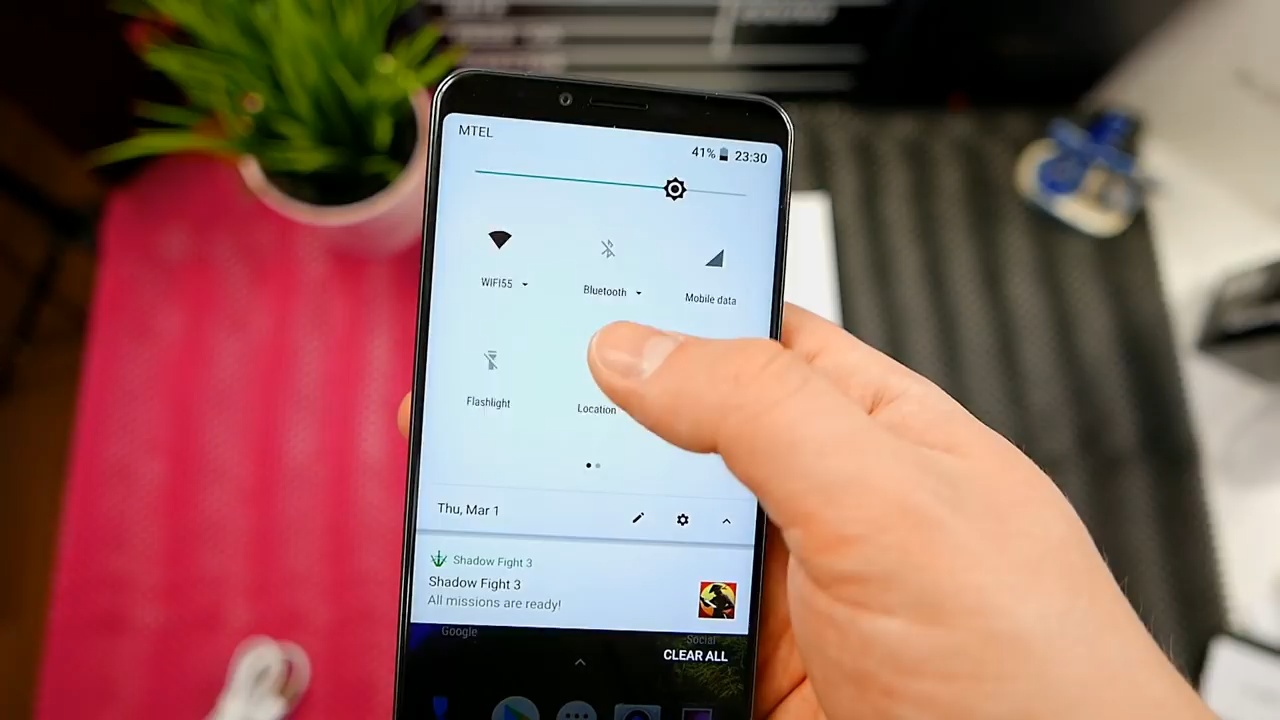 MTEL
41% 23:30
WIFI55
Bluetooth
Mobile data
Flashlight
Location
Thu, Mar 1
Shadow Fight 3
Shadow Fight 3
All missions are ready!
Google
Social
CLEAR ALL